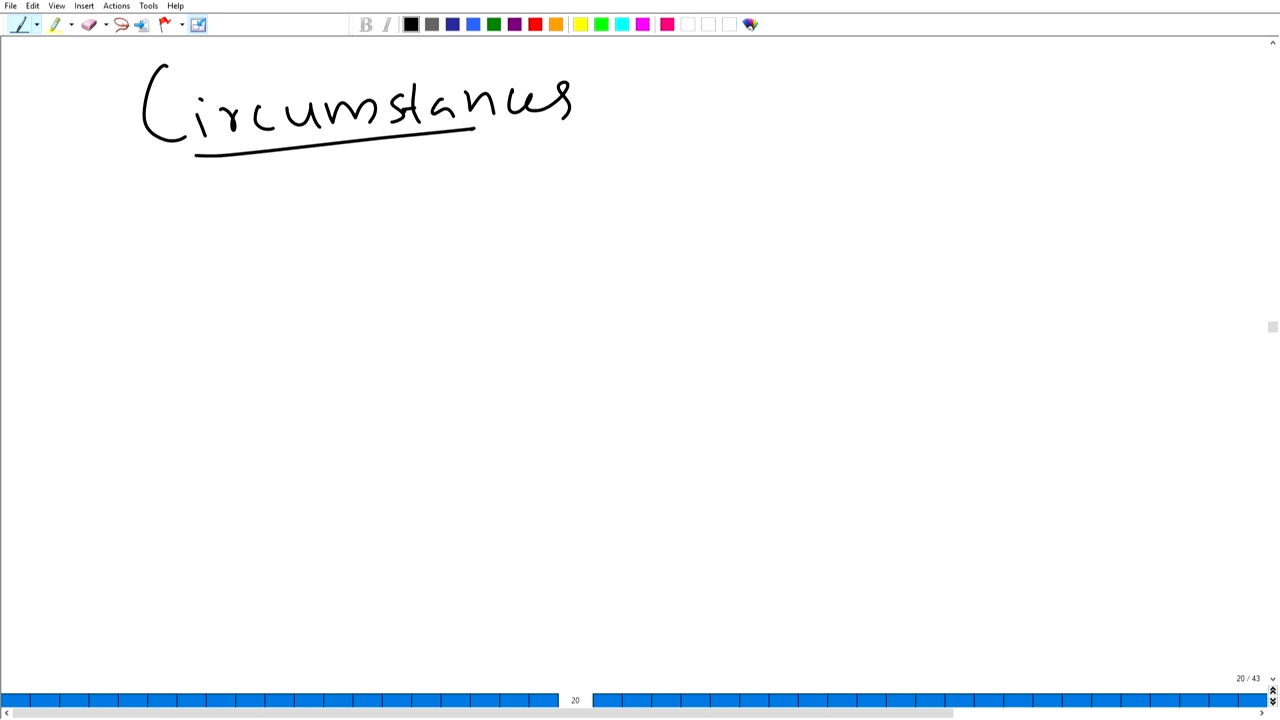 File Edit View Insert Actions Tools Help
B I
Circumstances
20 / 43
20